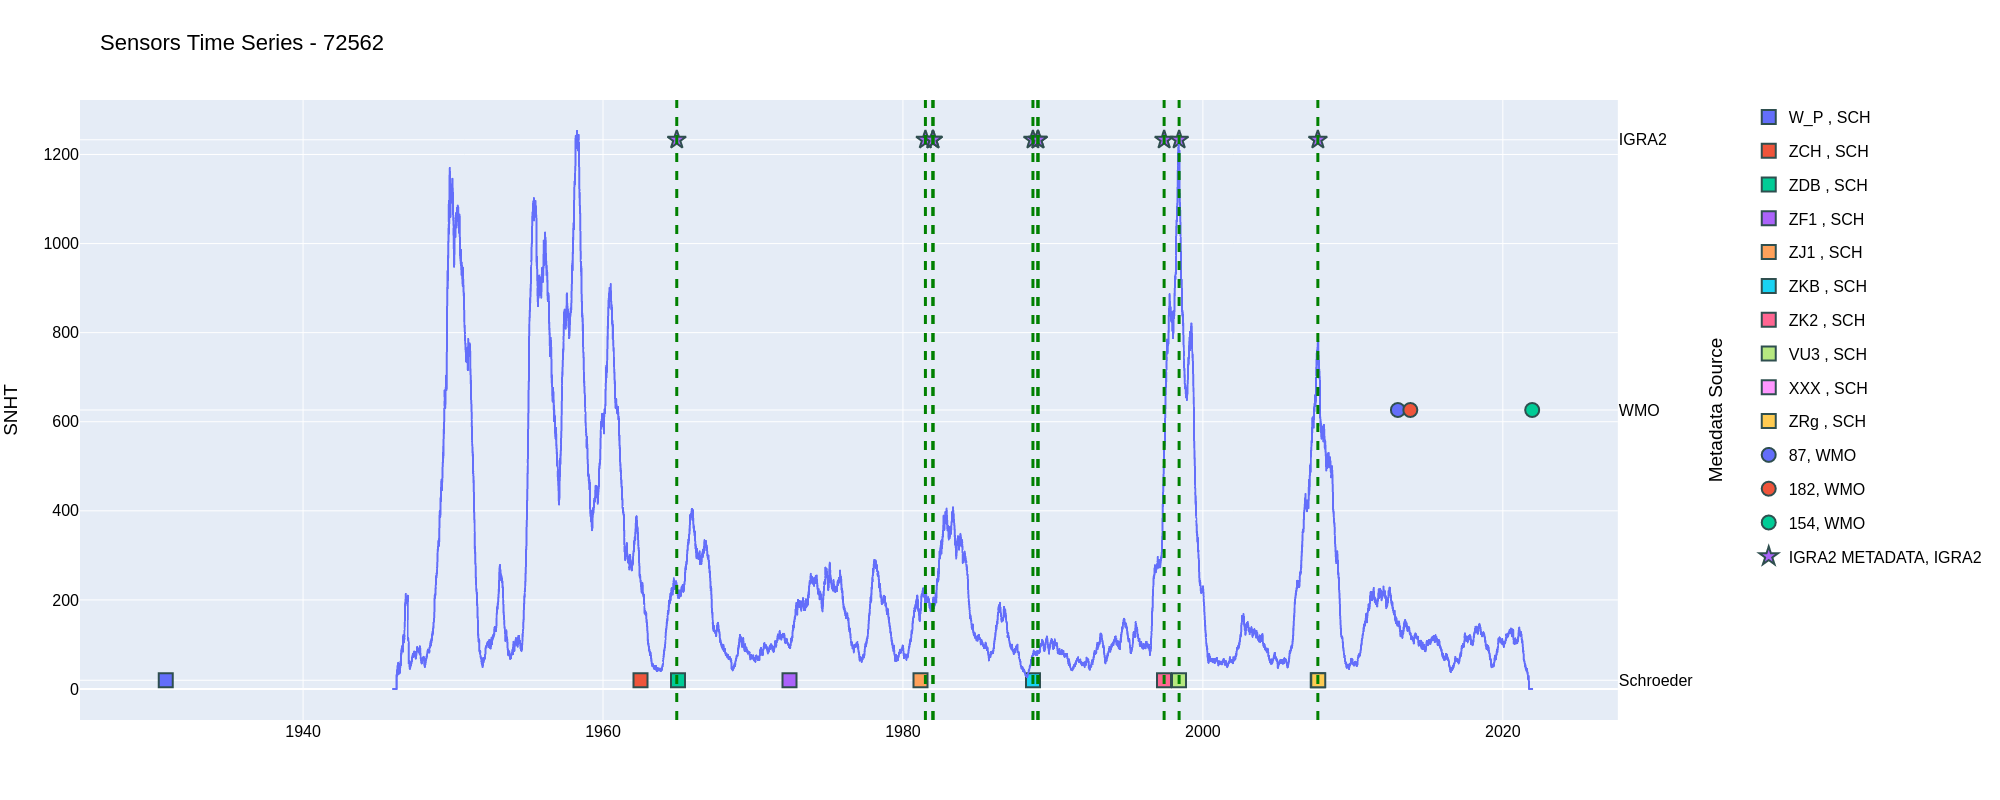 Sensors Time Series - 72562
SNHT
1200
1000
800
600
400
200
0
1940
1960
1980
2000
2020
IGRA2
WMO
Schroeder
Metadata Source
W_P , SCH
ZCH , SCH
ZDB , SCH
ZF1 , SCH
ZJ1 , SCH
ZKB , SCH
ZK2 , SCH
VU3 , SCH
XXX , SCH
ZRg , SCH
87, WMO
182, WMO
154, WMO
IGRA2 METADATA, IGRA2